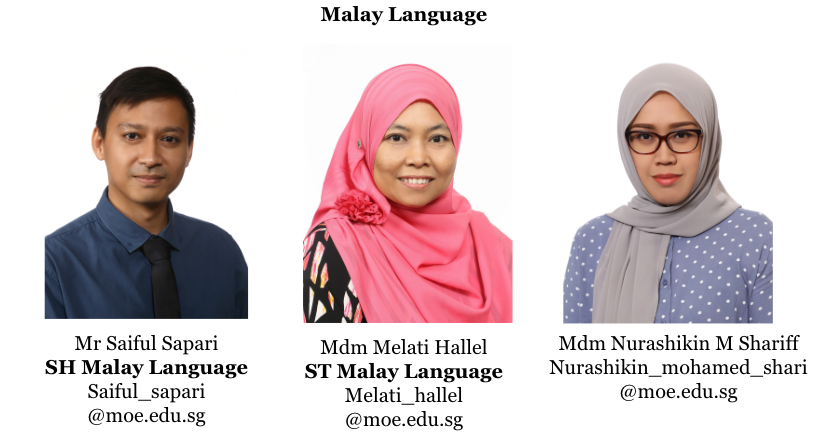 Malay Language
Mr Saiful Sapari
SH Malay Language
Saiful_sapari
@moe.edu.sg
Mdm Melati Hallel
ST Malay Language
Melati_hallel
@moe.edu.sg
Mdm Nurashikin M Shariff
Nurashikin_mohamed_shari
@moe.edu.sg